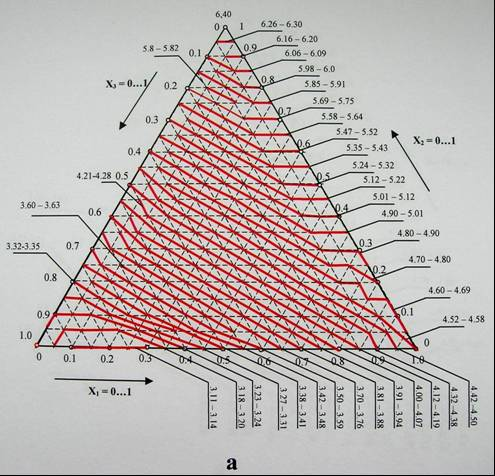 6,40
0 1
6.26 – 6.30
6.16 – 6.20
5.8 – 5.82
0.1 0.9
6.06 – 6.09
5.98 – 6.0
X₃ = 0...1
0.2 0.8
5.85 – 5.91
5.69 – 5.75
0.3 0.7
5.58 – 5.64
5.47 – 5.52
X₂ = 0...1
0.4 0.6
5.35 – 5.43
4.21-4.28
0.5 0.5
5.24 – 5.32
5.12 – 5.22
3.60 – 3.63
0.6 0.4
5.01 – 5.12
4.90 – 5.01
3.32-3.35
0.7 0.3
4.80 – 4.90
0.8 0.2
4.70 – 4.80
4.60 – 4.69
0.9 0.1
4.52 – 4.58
1.0 0
0 0.1 0.2 0.3 0.4 0.5 0.6 0.7 0.8 0.9 1.0
X₁ = 0...1
3.11 – 3.14
3.18 – 3.20
3.23 – 3.24
3.27 – 3.31
3.38 – 3.41
3.42 – 3.48
3.50 – 3.59
3.70 – 3.76
3.81 – 3.88
3.91 – 3.94
4.00 – 4.07
4.12 – 4.19
4.32 – 4.38
4.42 – 4.50
а